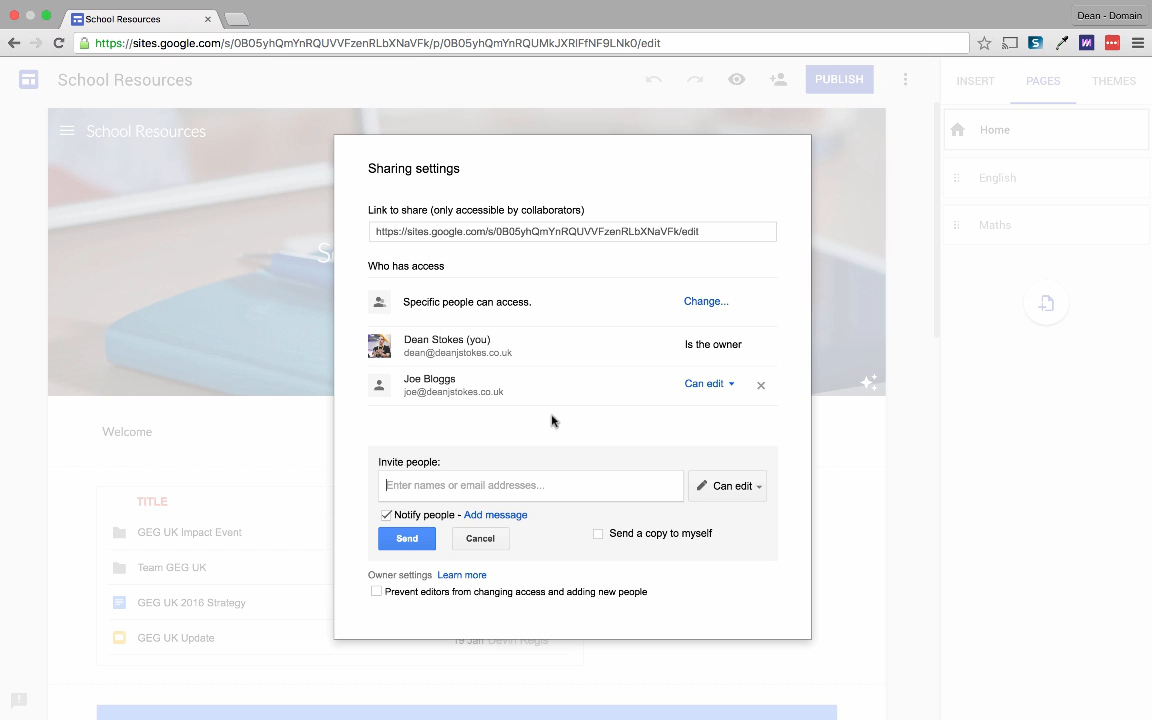 School Resources
Dean - Domain
https://sites.google.com/s/0B05yhQmYnRQUVVFzenRLbXNaVFk/p/0B05yhQmYnRQUMkJXRlFfNF9LNk0/edit
School Resources
PUBLISH
INSERT
PAGES
THEMES
School Resources
Home
English
Maths
Sharing settings
Link to share (only accessible by collaborators)
https://sites.google.com/s/0B05yhQmYnRQUVVFzenRLbXNaVFk/edit
Who has access
Specific people can access.
Change...
Dean Stokes (you)
dean@deanjstokes.co.uk
Is the owner
Joe Bloggs
joe@deanjstokes.co.uk
Can edit
Invite people:
Enter names or email addresses...
Can edit
Notify people - Add message
Send
Cancel
Send a copy to myself
Owner settings Learn more
Prevent editors from changing access and adding new people
Welcome
TITLE
GEG UK Impact Event
Team GEG UK
GEG UK 2016 Strategy
GEG UK Update
19 Jan Devin Regis